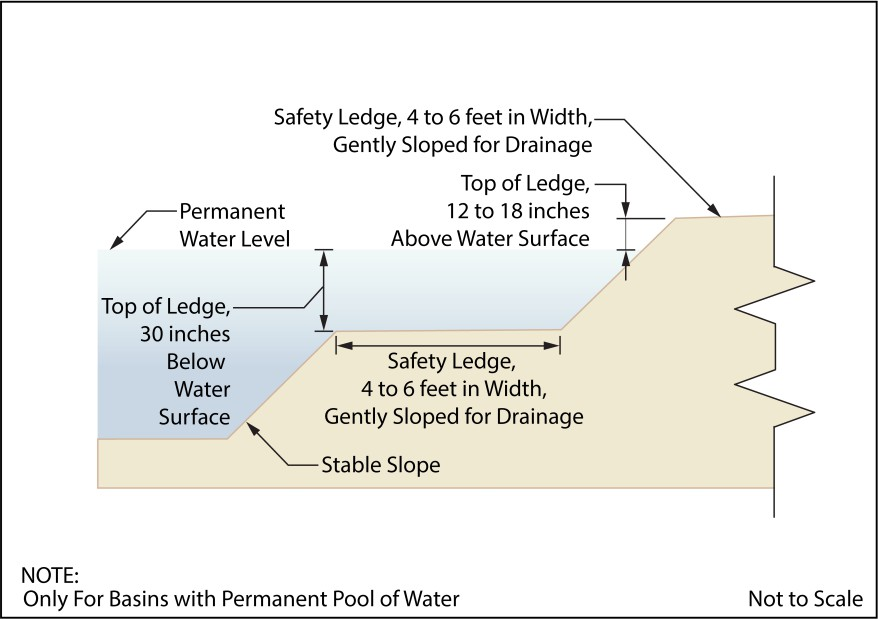 Safety Ledge, 4 to 6 feet in Width,
Gently Sloped for Drainage
Top of Ledge,
12 to 18 inches
Above Water Surface
Permanent
Water Level
Top of Ledge,
30 inches
Below
Water
Surface
Safety Ledge,
4 to 6 feet in Width,
Gently Sloped for Drainage
Stable Slope
NOTE:
Only For Basins with Permanent Pool of Water
Not to Scale